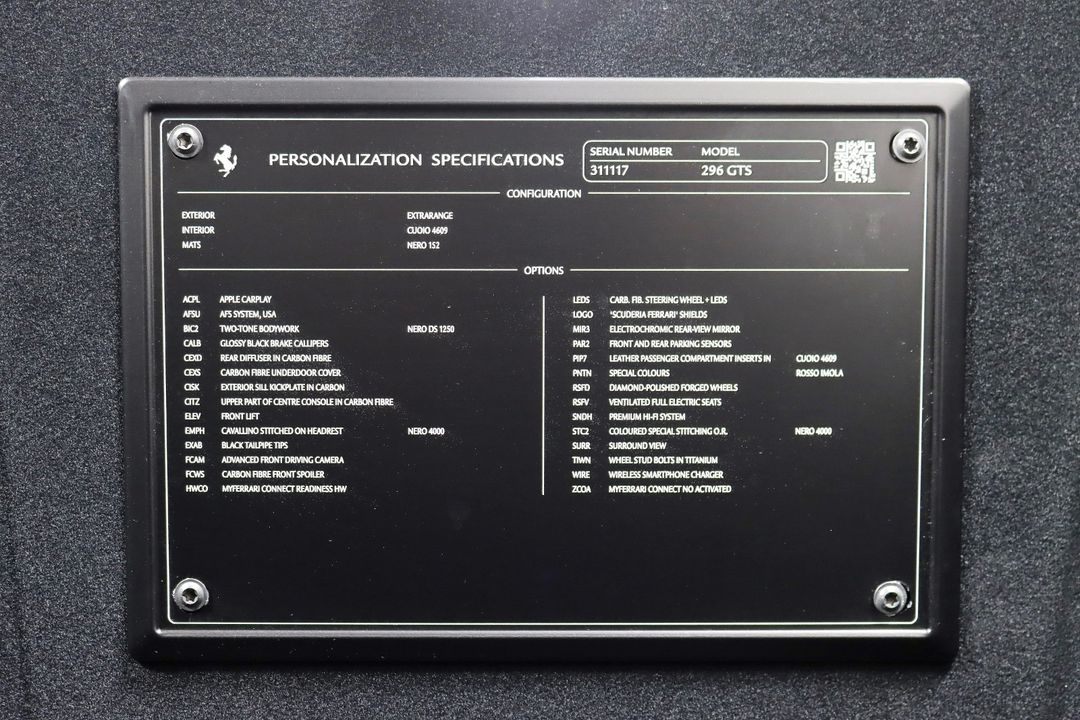 PERSONALIZATION SPECIFICATIONS
SERIAL NUMBER MODEL
311117 296 GTS
CONFIGURATION
EXTERIOR EXTRARANGE
INTERIOR CUOIO 4609
MATS NERO 152
OPTIONS
ACPL APPLE CARPLAY
AFSU AFS SYSTEM, USA
BIC2 TWO-TONE BODYWORK NERO DS 1250
CALB GLOSSY BLACK BRAKE CALLIPERS
CEXD REAR DIFFUSER IN CARBON FIBRE
CEXS CARBON FIBRE UNDERDOOR COVER
CISK EXTERIOR SILL KICKPLATE IN CARBON
CITZ UPPER PART OF CENTRE CONSOLE IN CARBON FIBRE
ELEV FRONT LIFT
EMPH CAVALLINO STITCHED ON HEADREST NERO 4000
EXAB BLACK TAILPIPE TIPS
FCAM ADVANCED FRONT DRIVING CAMERA
FCWS CARBON FIBRE FRONT SPOILER
HWCO MYFERRARI CONNECT READINESS HW
LEDS CARB. FIB. STEERING WHEEL + LEDS
LOGO 'SCUDERIA FERRARI' SHIELDS
MIR3 ELECTROCHROMIC REAR-VIEW MIRROR
PAR2 FRONT AND REAR PARKING SENSORS
PIP7 LEATHER PASSENGER COMPARTMENT INSERTS IN CUOIO 4609
PNTN SPECIAL COLOURS ROSSO IMOLA
RSFD DIAMOND-POLISHED FORGED WHEELS
RSFV VENTILATED FULL ELECTRIC SEATS
SNDH PREMIUM HI-FI SYSTEM
STC2 COLOURED SPECIAL STITCHING O.R. NERO 4000
SURR SURROUND VIEW
TIWN WHEEL STUD BOLTS IN TITANIUM
WIRE WIRELESS SMARTPHONE CHARGER
ZCOA MYFERRARI CONNECT NO ACTIVATED